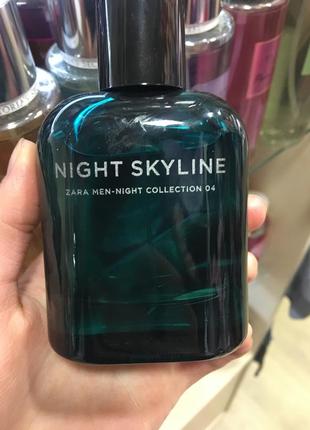 NIGHT SKYLINE
ZARA MEN-NIGHT COLLECTION 04